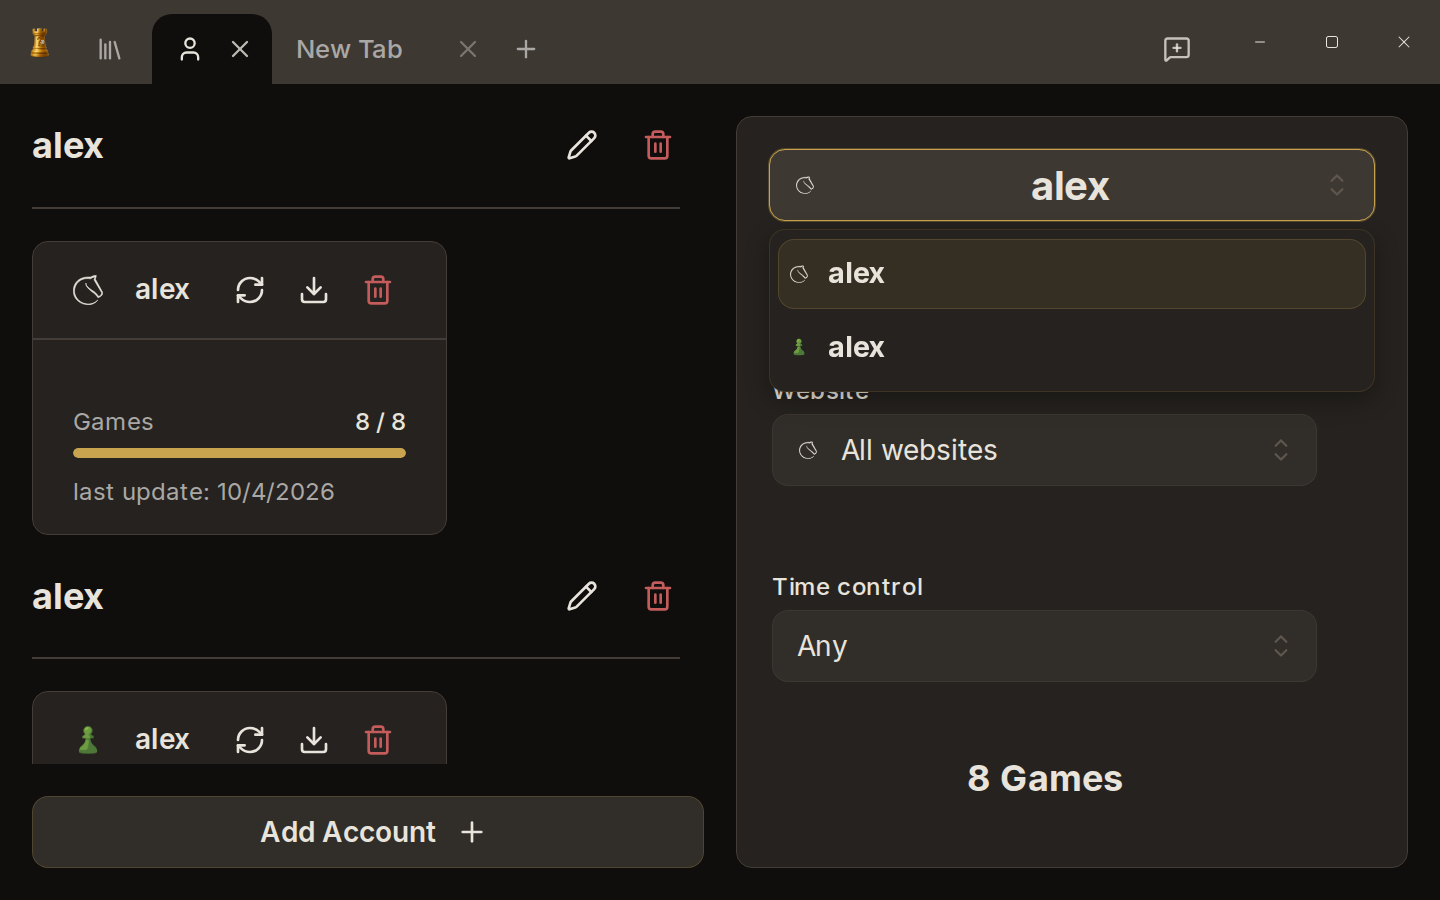 New Tab
alex
alex
Games 8 / 8
last update: 10/4/2026
alex
alex
Add Account
alex
alex
alex
Website
All websites
Time control
Any
8 Games